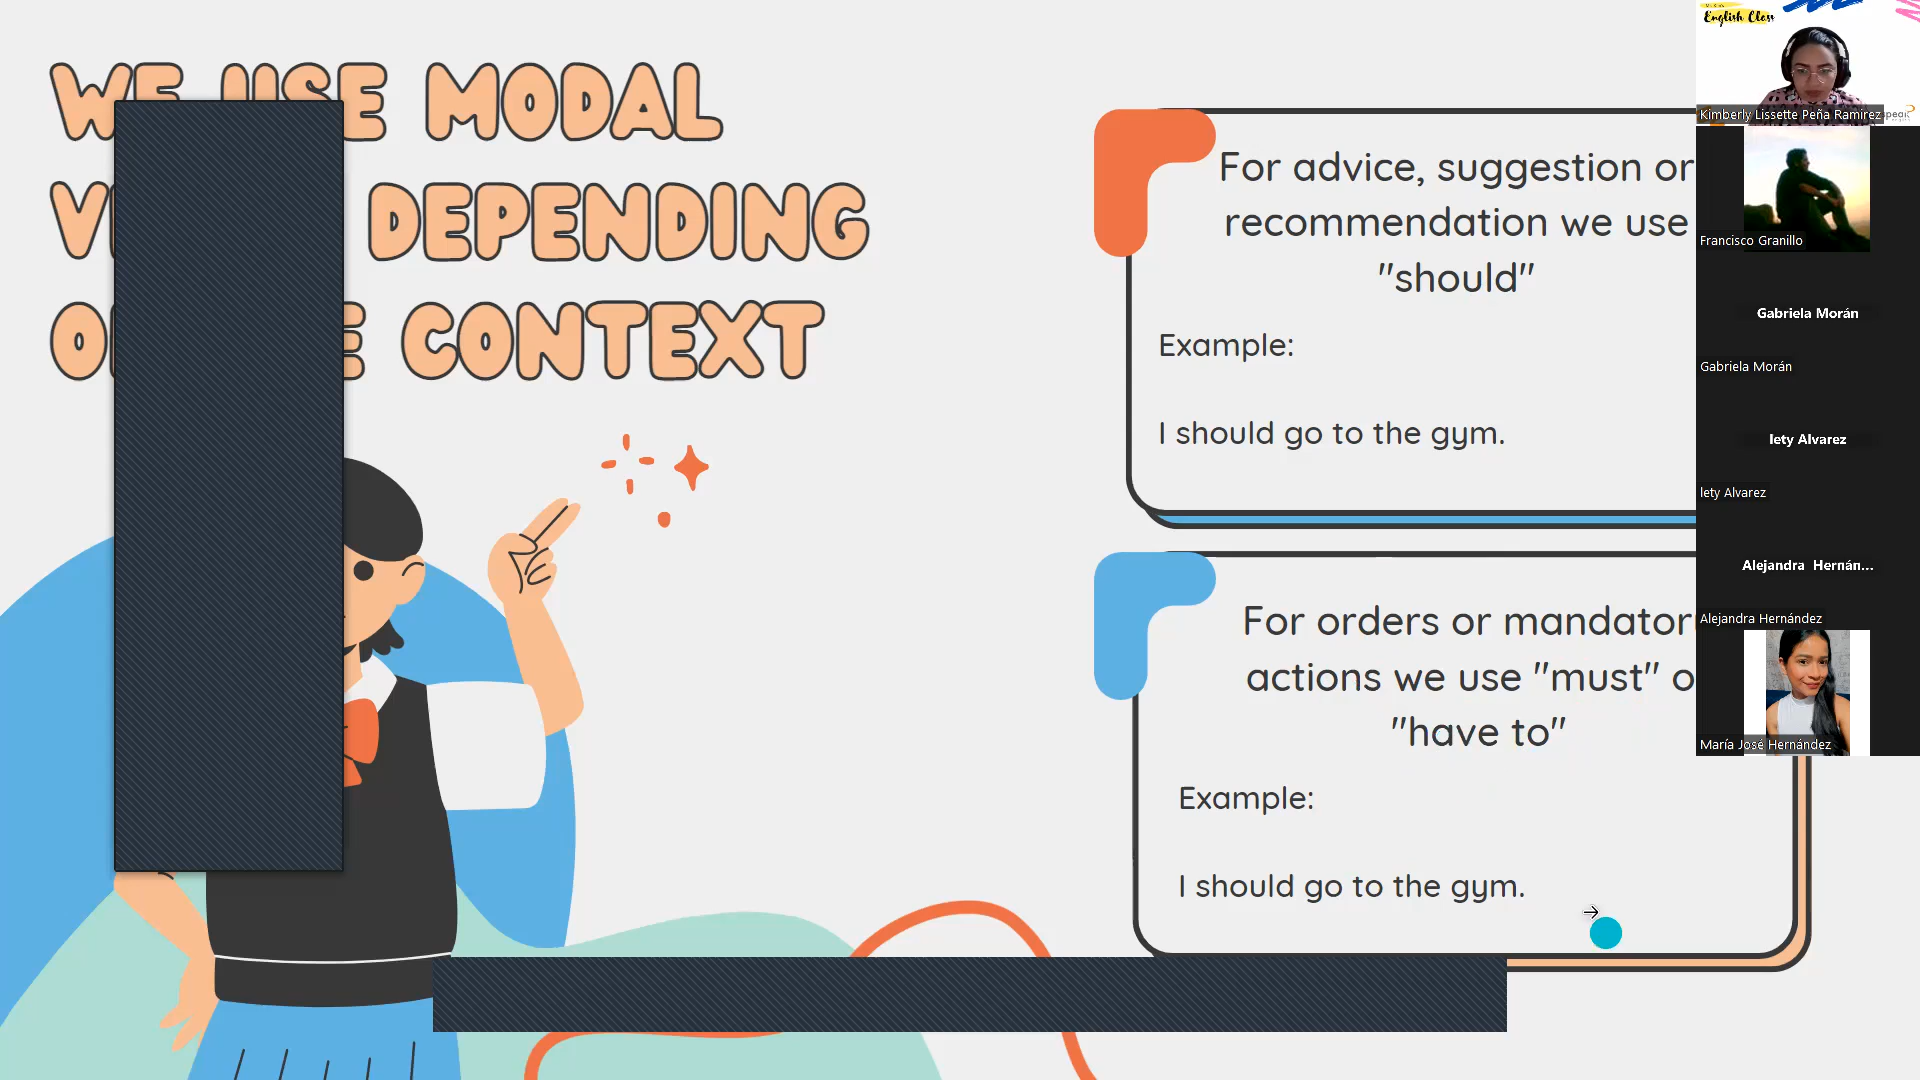 MODAL
DEPENDING
CONTEXT
For advice, suggestion or
recommendation we use
"should"
Example:
I should go to the gym.
For orders or
actions we use "must"
"have to"
Example:
I should go to the gym.
English Class
Kimberly Lissette Peña Ramirez
speak
Francisco Granillo
Gabriela Morán
Gabriela Morán
lety Alvarez
lety Alvarez
Alejandra Hernán...
Alejandra Hernández
María José Hernández